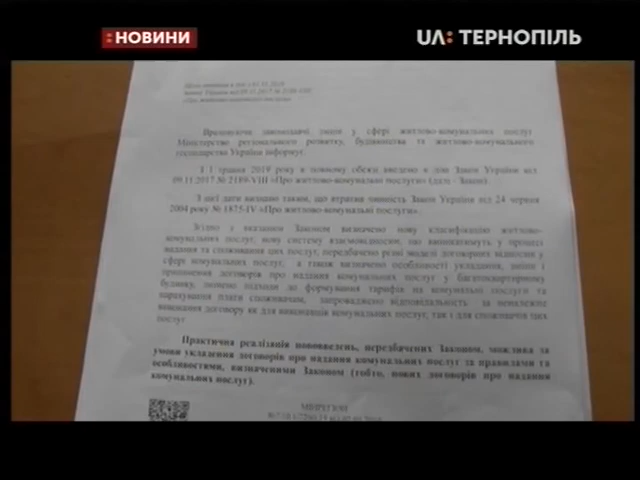 :НОВИНИ
UA: ТЕРНОПІЛЬ
Враховуючи законодавчі зміни у сфері житлово-комунальних послуг
Міністерство регіонального розвитку, будівництва та житлово-комунального
господарства України інформує.
З 1 травня 2019 року в повному обсязі введено в дію Закон України від
09.11.2017 № 2189-VIII «Про житлово-комунальні послуги» (далі - Закон).
З цієї дати визнано таким, що втратив чинність Закон України від 24 червня
2004 року № 1875-IV «Про житлово-комунальні послуги».
Згідно з вказаним Законом визначено нову класифікацію житлово-
комунальних послуг, нову систему взаємовідносин, що виникатимуть у процесі
надання та споживання цих послуг, передбачено різні моделі договірних відносин у
сфері комунальних послуг, а також визначено особливості укладання, зміни і
припинення договорів про надання комунальних послуг у багатоквартирному
будинку, змінено підходи до формування тарифів на комунальні послуги та
нарахування плати споживачам, запроваджено відповідальність за неналежне
виконання договору як для виконавців комунальних послуг, так і для споживачів цих
послуг.
Практична реалізація нововведень, передбачених Законом, можлива за
умови укладення договорів про надання комунальних послуг за правилами та
особливостями, визначеними Законом (тобто, нових договорів про надання
комунальних послуг).
МІНРЕГІОН